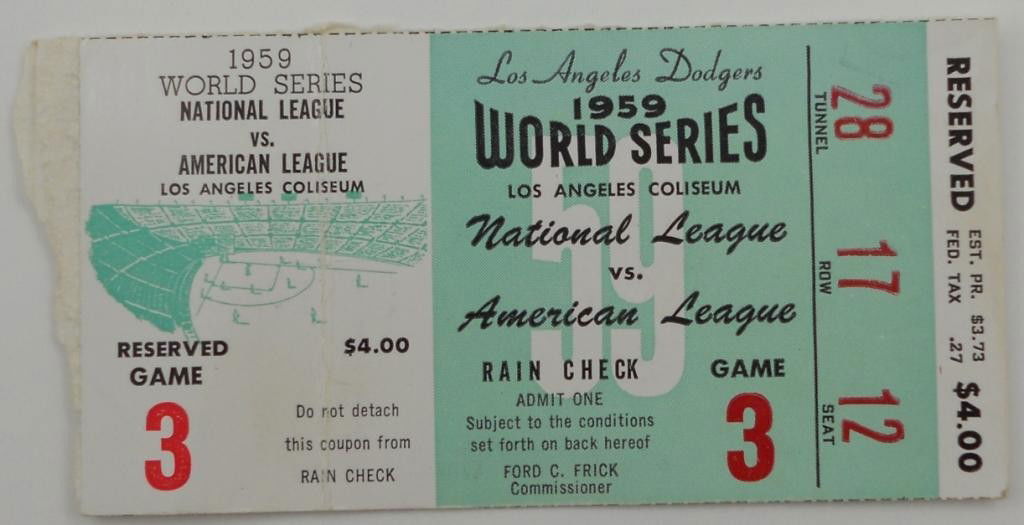 1959
WORLD SERIES
NATIONAL LEAGUE
VS.
AMERICAN LEAGUE
LOS ANGELES COLISEUM
RESERVED $4.00
GAME
3
Do not detach
this coupon from
RAIN CHECK
Los Angeles Dodgers
1959
WORLD SERIES
LOS ANGELES COLISEUM
59
National League
vs.
American League
RAIN CHECK
ADMIT ONE
Subject to the conditions
set forth on back hereof
FORD C. FRICK
Commissioner
GAME
3
28 17 12
TUNNEL ROW SEAT
RESERVED EST. PR. $3.73 $4.00
FED. TAX .27